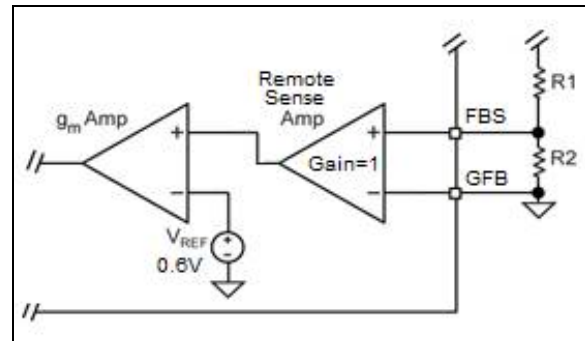 Remote
Sense
Amp
gm Amp
FBS
R1
+
+
Gain=1
R2
−
−
GFB
VREF
0.6V
+
−